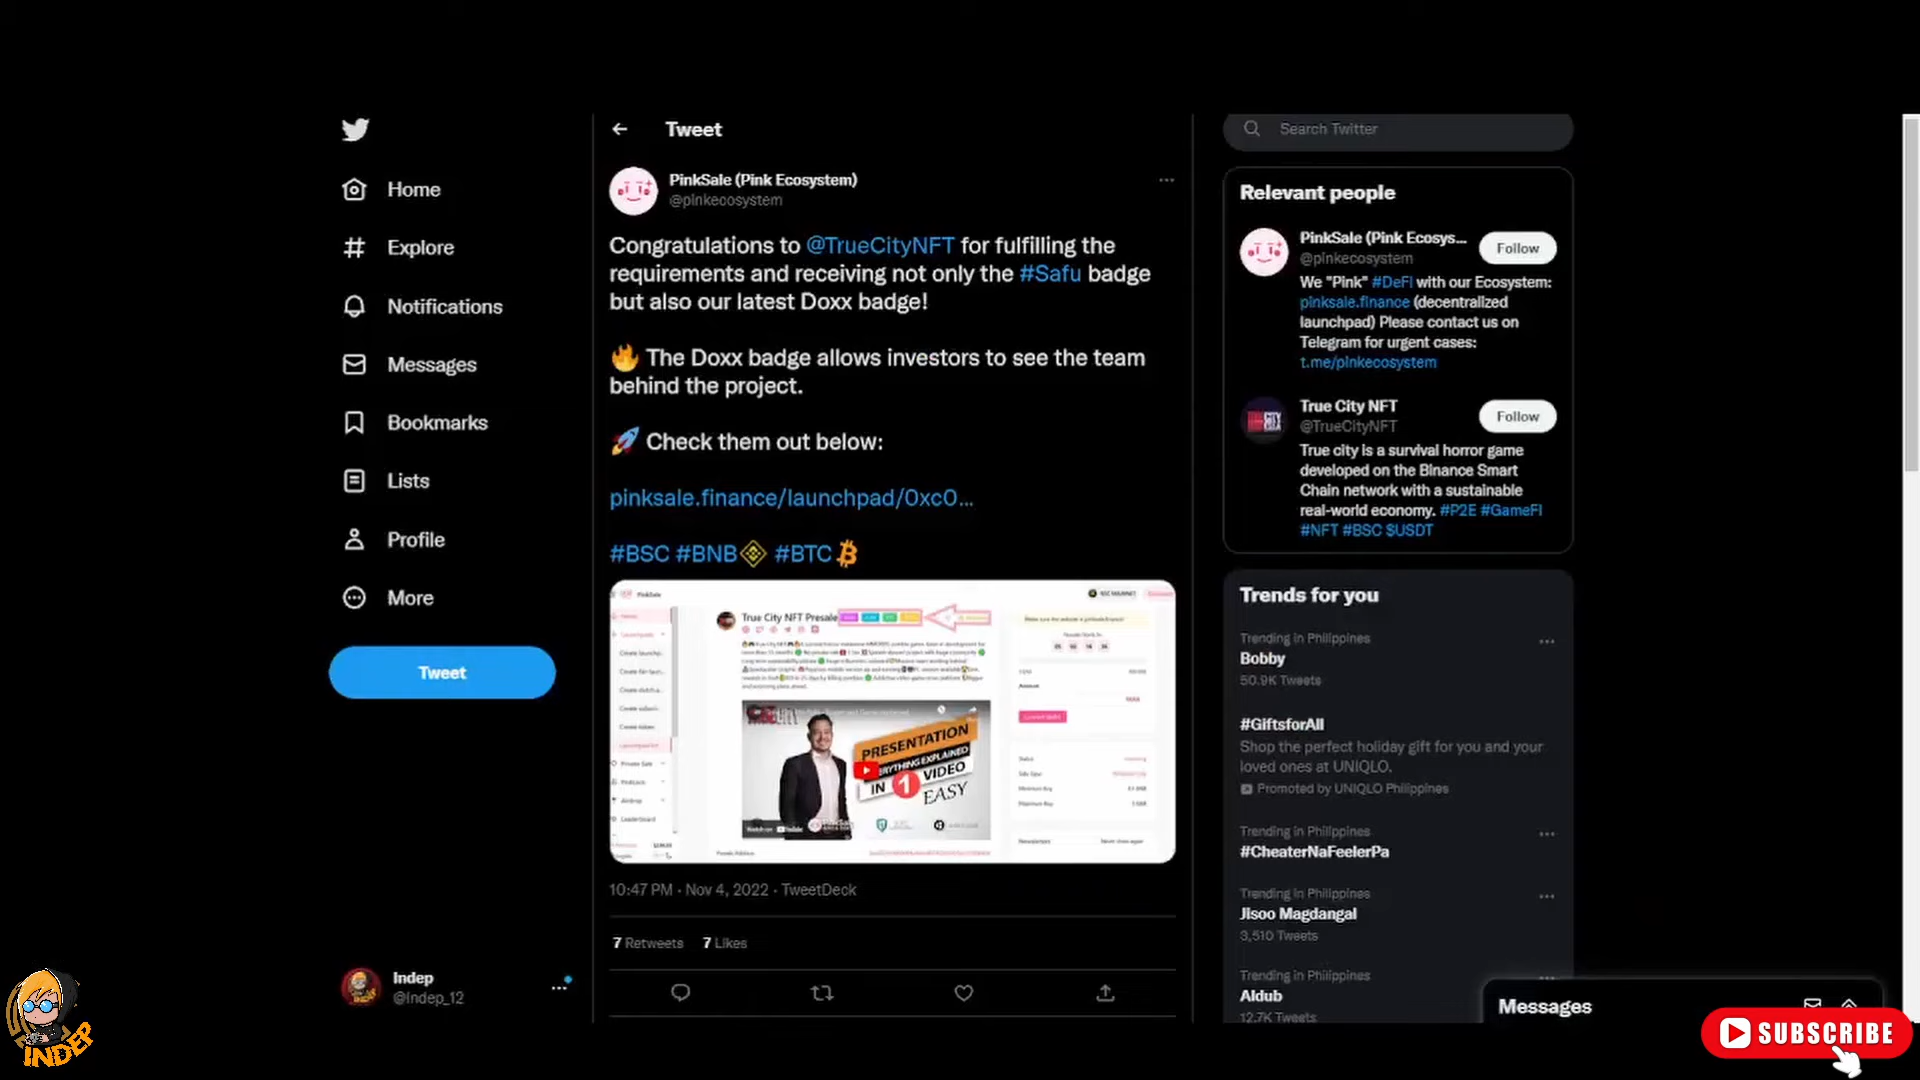 Home
Explore
Notifications
Messages
Bookmarks
Lists
Profile
More
Tweet
Indep
@Indep_12
INDEP
Tweet
PinkSale (Pink Ecosystem)
@pinkecosystem
Congratulations to @TrueCityNFT for fulfilling the
requirements and receiving not only the #Safu badge
but also our latest Doxx badge!
🔥 The Doxx badge allows investors to see the team
behind the project.
🚀 Check them out below:
pinksale.finance/launchpad/0xc0...
#BSC #BNB #BTC
PinkSale
True City NFT Presale
PRESENTATION
EVERYTHING EXPLAINED
IN 1 VIDEO
EASY
10:47 PM · Nov 4, 2022 · TweetDeck
7 Retweets 7 Likes
Search Twitter
Relevant people
PinkSale (Pink Ecosys...
@pinkecosystem
Follow
We "Pink" #DeFi with our Ecosystem:
pinksale.finance (decentralized
launchpad) Please contact us on
Telegram for urgent cases:
t.me/pinkecosystem
True City NFT
@TrueCityNFT
Follow
True city is a survival horror game
developed on the Binance Smart
Chain network with a sustainable
real-world economy. #P2E #GameFi
#NFT #BSC $USDT
Trends for you
Trending in Philippines
Bobby
50.9K Tweets
#GiftsforAll
Shop the perfect holiday gift for you and your
loved ones at UNIQLO.
Promoted by UNIQLO Philippines
Trending in Philippines
#CheaterNaFeelerPa
Trending in Philippines
Jisoo Magdangal
3,510 Tweets
Trending in Philippines
Aldub
12.7K Tweets
Messages
SUBSCRIBE